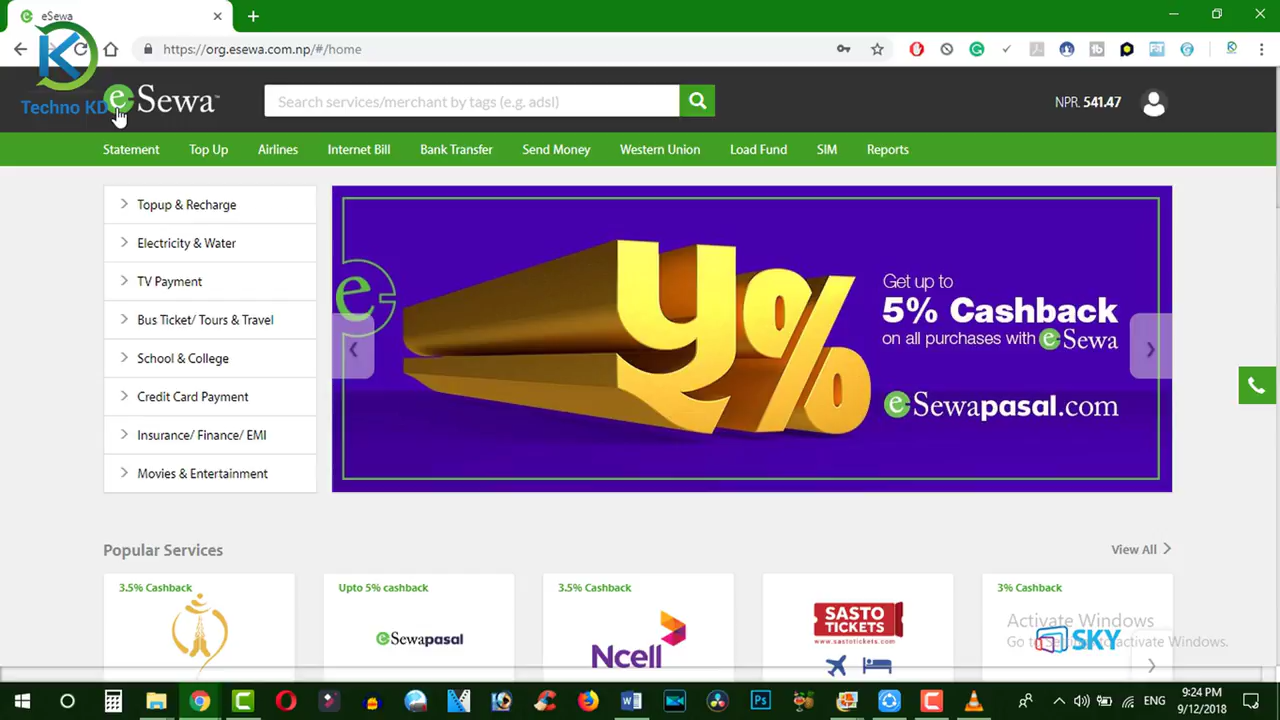 eSewa
https://org.esewa.com.np/#/home
Techno KD
eSewa
Search services/merchant by tags (e.g. adsl)
NPR. 541.47
Statement
Top Up
Airlines
Internet Bill
Bank Transfer
Send Money
Western Union
Load Fund
SIM
Reports
Topup & Recharge
Electricity & Water
TV Payment
Bus Ticket/ Tours & Travel
School & College
Credit Card Payment
Insurance/ Finance/ EMI
Movies & Entertainment
५%
Get up to
5% Cashback
on all purchases with eSewa
eSewapasal.com
Popular Services
View All
3.5% Cashback
Upto 5% cashback
eSewapasal
3.5% Cashback
Ncell
SASTO
TICKETS
www.sastotickets.com
3% Cashback
SKY
Activate Windows
Go to Settings to activate Windows.
ENG
9:24 PM
9/12/2018